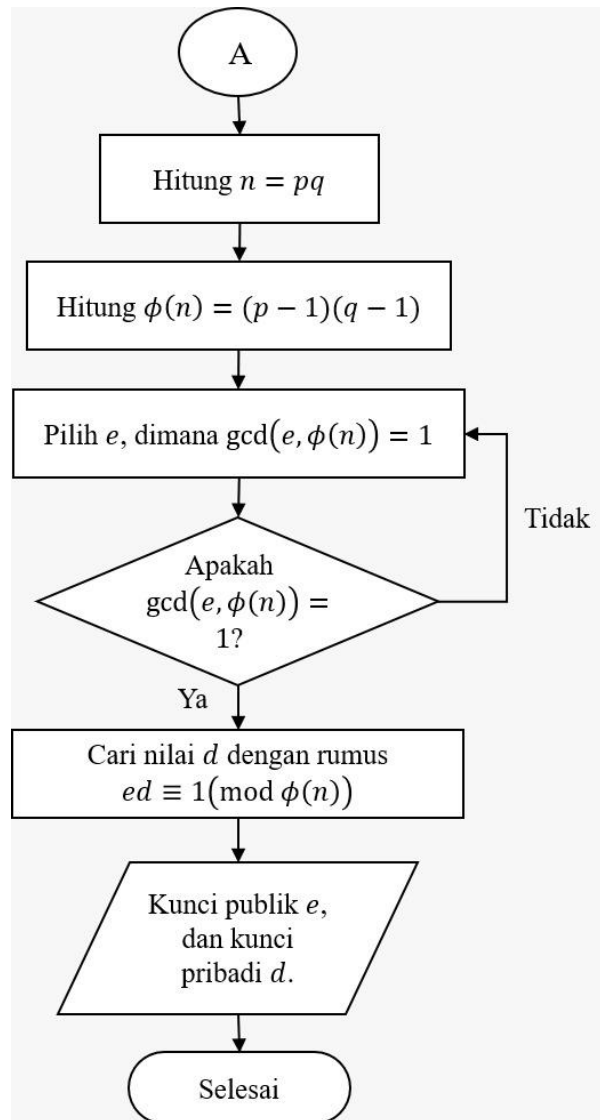 A
Hitung n = pq
Hitung ϕ(n) = (p − 1)(q − 1)
Pilih e, dimana gcd(e, ϕ(n)) = 1
Tidak
Apakah
gcd(e, ϕ(n)) =
1?
Ya
Cari nilai d dengan rumus
ed ≡ 1(mod ϕ(n))
Kunci publik e,
dan kunci
pribadi d.
Selesai